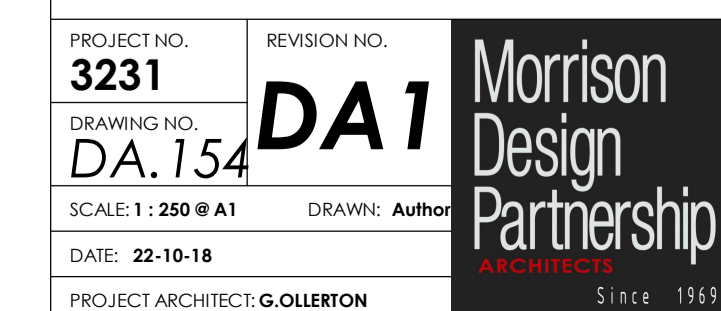 PROJECT NO.
3231
REVISION NO.
DA1
DRAWING NO.
DA.154
SCALE: 1 : 250 @ A1
DRAWN: Author
DATE: 22-10-18
PROJECT ARCHITECT: G.OLLERTON
Morrison
Design
Partnership
ARCHITECTS
Since 1969